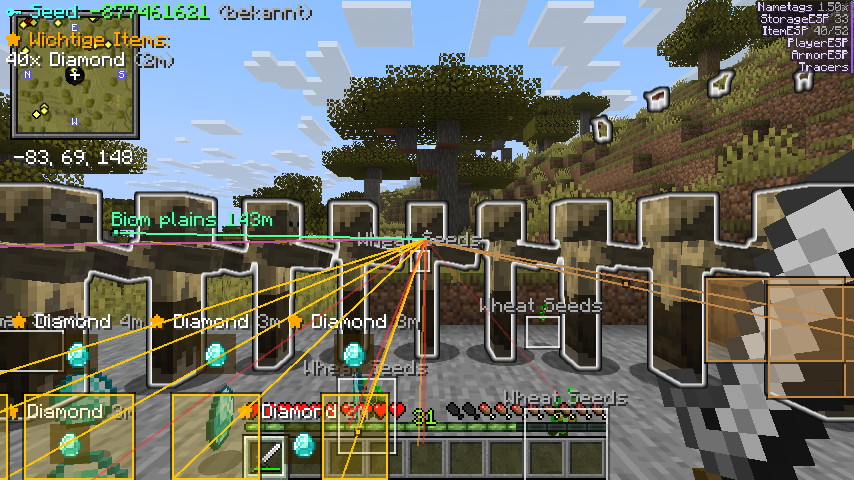 Seed: -877461621 (bekannt)
Wichtige Items:
40x Diamond (2m)
E
N
S
W
-83, 69, 148
Nametags 1.50x
StorageESP 33
ItemESP 40/52
PlayerESP
ArmorESP
Tracers
Biom plains 143m
Wheat Seeds
Wheat Seeds
Diamond 4m
Diamond 3m
Diamond 3m
Wheat Seeds
Wheat Seeds
Diamond 3m
Diamond
31